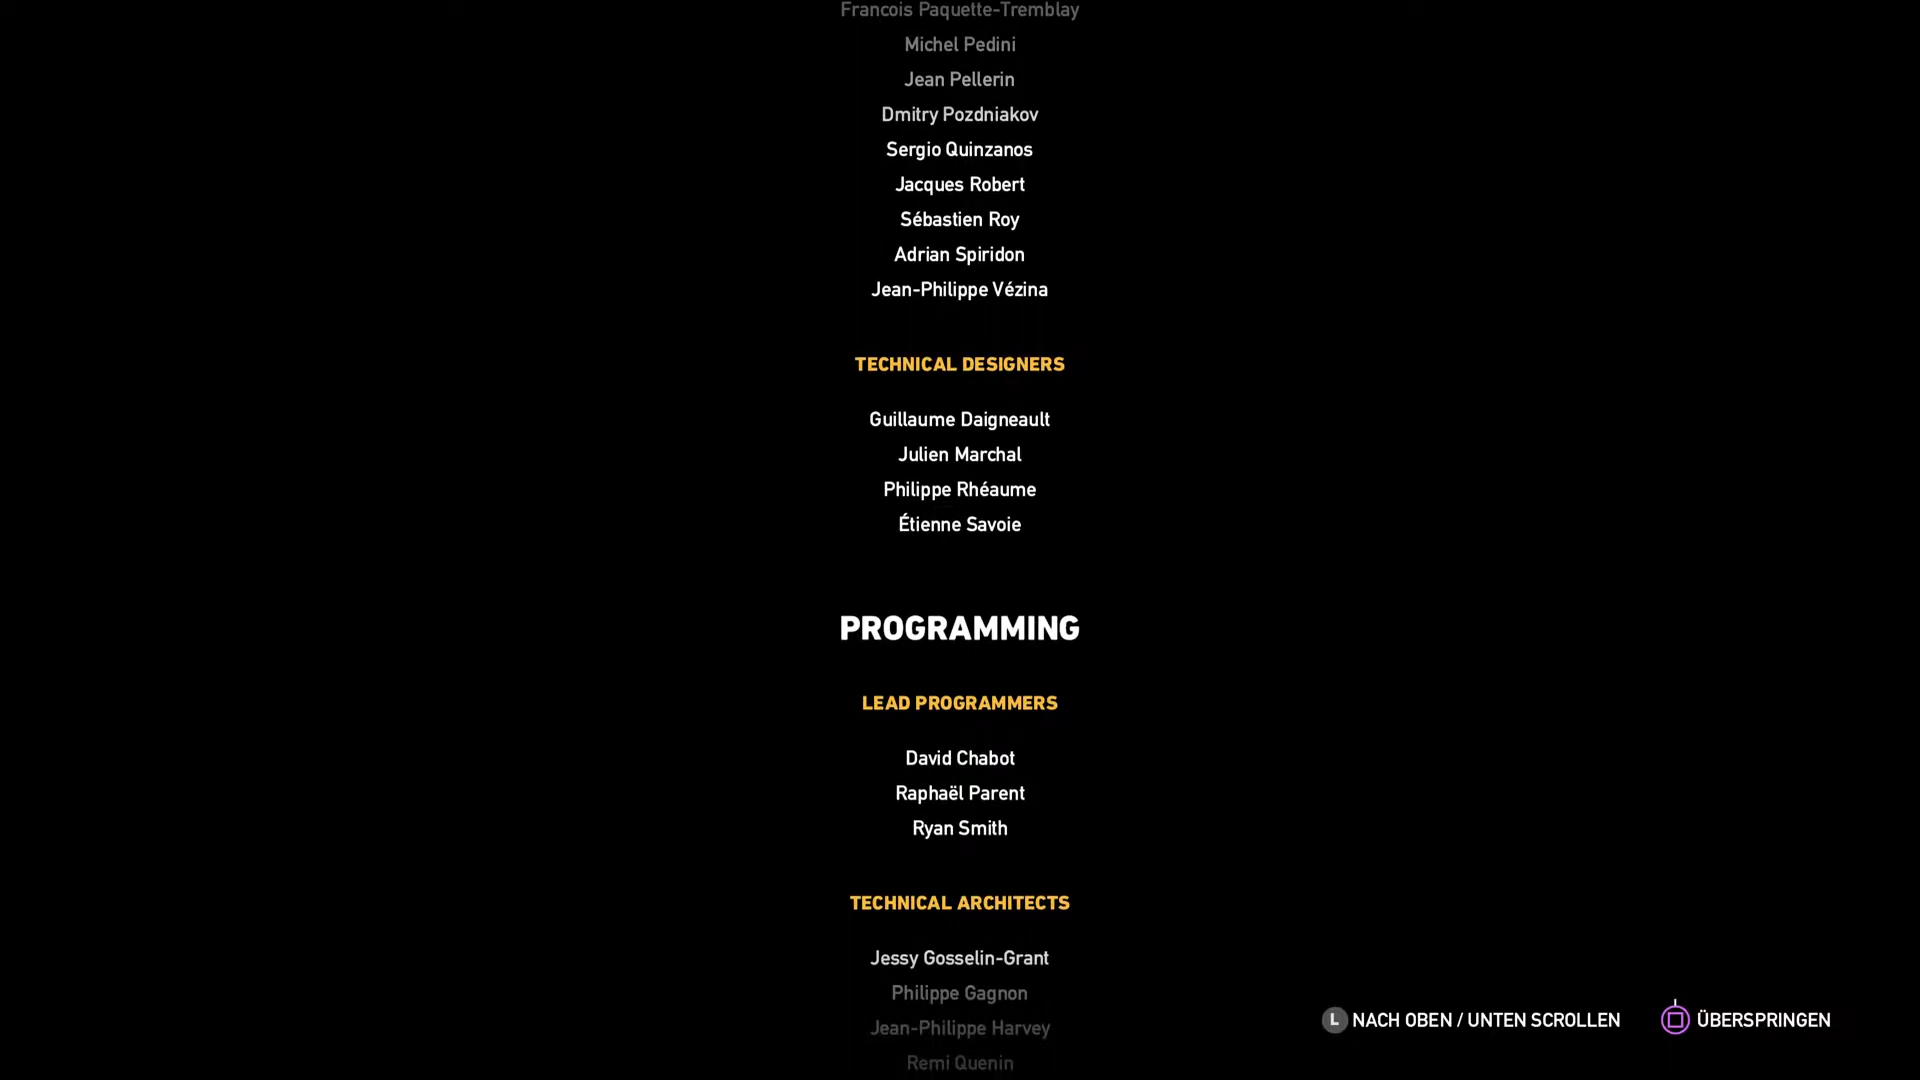 Francois Paquette-Tremblay
Michel Pedini
Jean Pellerin
Dmitry Pozdniakov
Sergio Quinzanos
Jacques Robert
Sébastien Roy
Adrian Spiridon
Jean-Philippe Vézina
TECHNICAL DESIGNERS
Guillaume Daigneault
Julien Marchal
Philippe Rhéaume
Étienne Savoie
PROGRAMMING
LEAD PROGRAMMERS
David Chabot
Raphaël Parent
Ryan Smith
TECHNICAL ARCHITECTS
Jessy Gosselin-Grant
Philippe Gagnon
Jean-Philippe Harvey
Remi Quenin
L NACH OBEN / UNTEN SCROLLEN ÜBERSPRINGEN